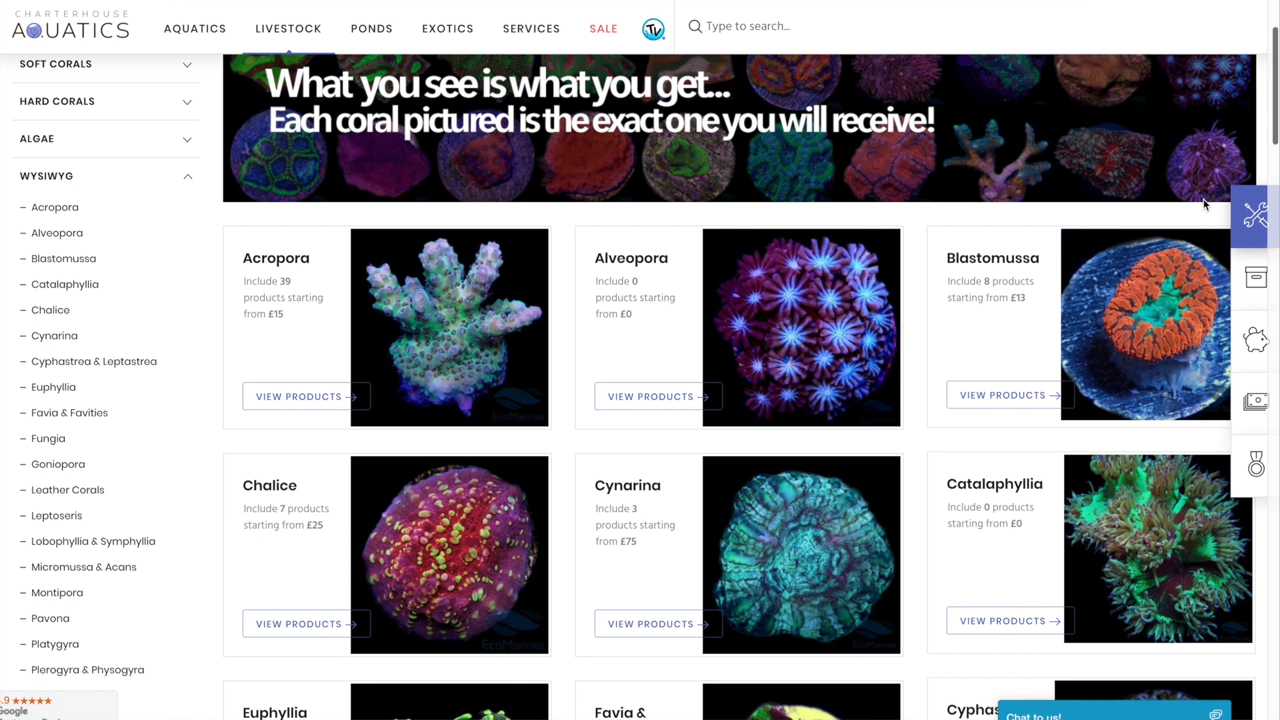 CHARTERHOUSE
AQUATICS
AQUATICS
LIVESTOCK
PONDS
EXOTICS
SERVICES
SALE
TV
Type to search...
SOFT CORALS
HARD CORALS
ALGAE
WYSIWYG
– Acropora
– Alveopora
– Blastomussa
– Catalaphyllia
– Chalice
– Cynarina
– Cyphastrea & Leptastrea
– Euphyllia
– Favia & Favities
– Fungia
– Goniopora
– Leather Corals
– Leptoseris
– Lobophyllia & Symphyllia
– Micromussa & Acans
– Montipora
– Pavona
– Platygyra
– Plerogyra & Physogyra
.9 ★★★★★
Google
What you see is what you get...
Each coral pictured is the exact one you will receive!
Acropora
Include 39
products starting
from £15
VIEW PRODUCTS →
EcoMarines
Alveopora
Include 0
products starting
from £0
VIEW PRODUCTS →
Blastomussa
Include 8 products
starting from £13
VIEW PRODUCTS →
Chalice
Include 7 products
starting from £25
VIEW PRODUCTS →
EcoMarines
Cynarina
Include 3
products starting
from £75
VIEW PRODUCTS →
Catalaphyllia
Include 0 products
starting from £0
VIEW PRODUCTS →
Euphyllia
Favia &
Cyphas
Chat to us!